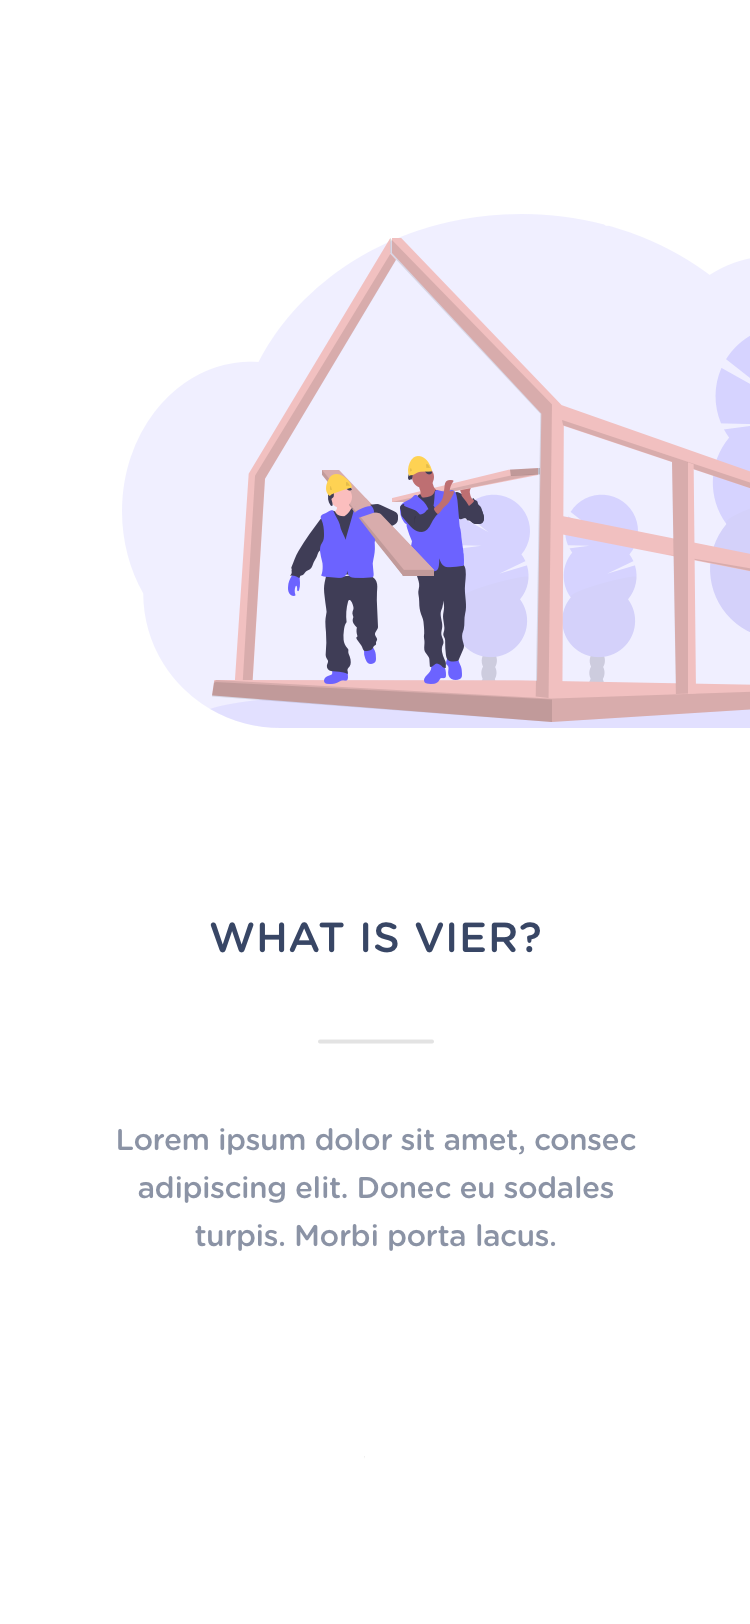 WHAT IS VIER?
Lorem ipsum dolor sit amet, consec
adipiscing elit. Donec eu sodales
turpis. Morbi porta lacus.